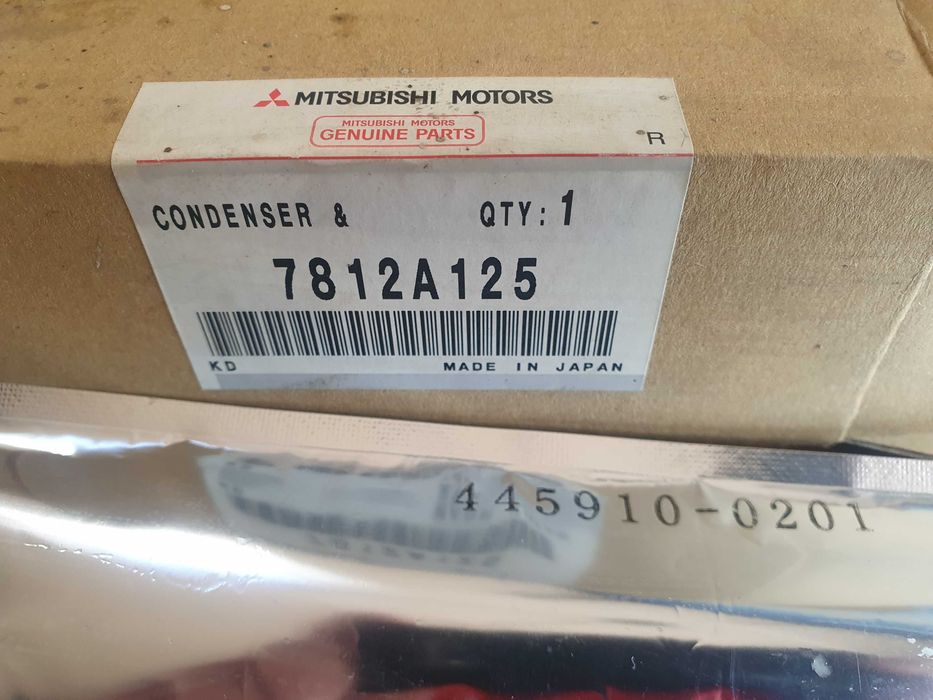 MITSUBISHI MOTORS
MITSUBISHI MOTORS
GENUINE PARTS
R
CONDENSER & QTY: 1
7812A125
KD MADE IN JAPAN
445910-0201